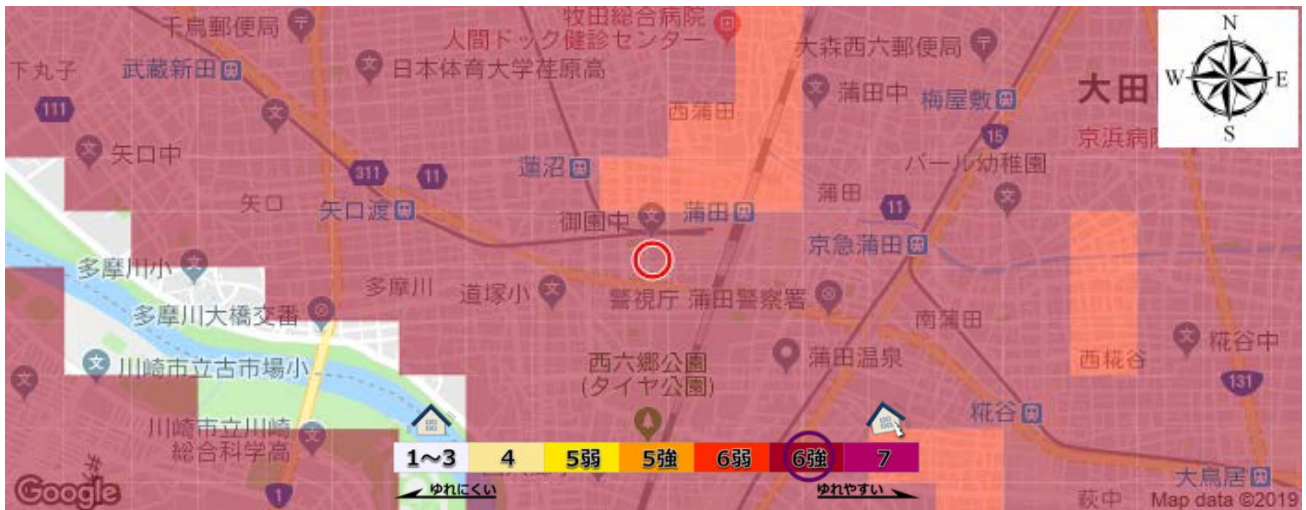 千鳥郵便局
牧田総合病院
人間ドック健診センター
大森西六郵便局
N
W
E
S
下丸子
武蔵新田
日本体育大学荏原高
大田
111
西蒲田
蒲田中
梅屋敷
京浜病院
15
矢口中
蓮沼
パール幼稚園
311
11
矢口
矢口渡
御園中
蒲田
蒲田
11
京急蒲田
多摩川小
多摩川
道塚小
警視庁 蒲田警察署
南蒲田
多摩川大橋交番
川崎市立古市場小
西六郷公園
(タイヤ公園)
蒲田温泉
西糀谷
糀谷中
131
川崎市立川崎
総合科学高
糀谷
1~3
4
5弱
5強
6弱
6強
7
ゆれにくい
ゆれやすい
1
大鳥居
萩中
Google
Map data ©2019